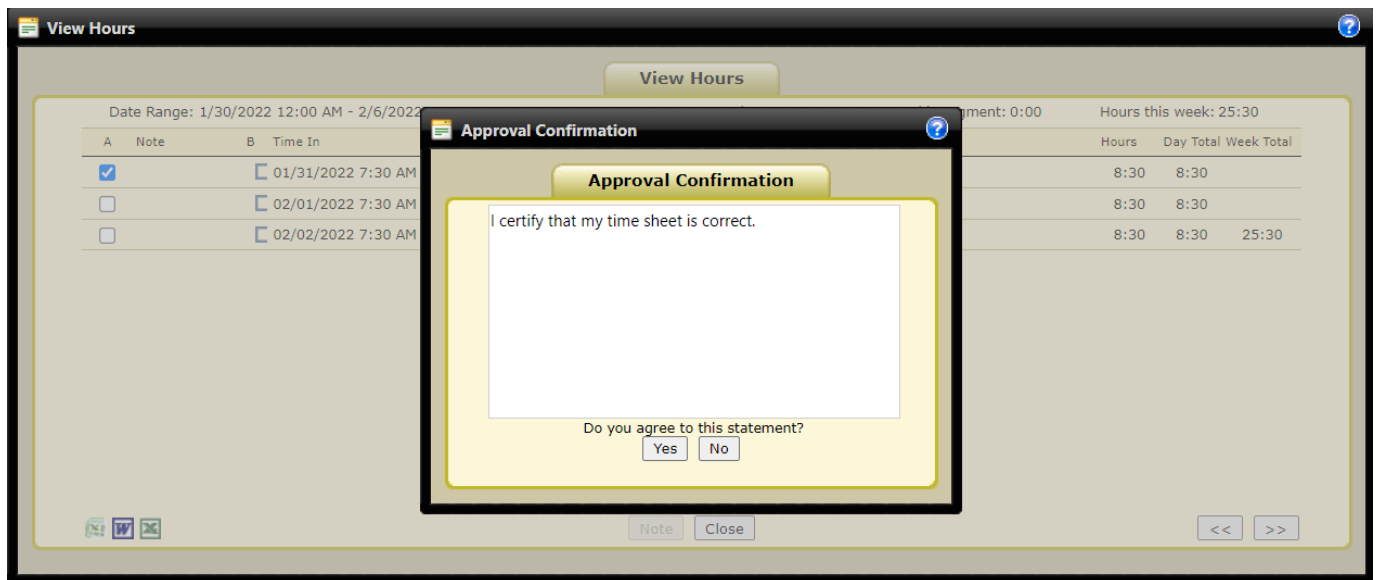 View Hours
View Hours
Date Range: 1/30/2022 12:00 AM - 2/6/2022 0:00 Hours this week: 25:30
A Note B Time In Hours Day Total Week Total
01/31/2022 7:30 AM 8:30 8:30
02/01/2022 7:30 AM 8:30 8:30
02/02/2022 7:30 AM 8:30 8:30 25:30
Approval Confirmation
Approval Confirmation
I certify that my time sheet is correct.
Do you agree to this statement?
Yes No
Note Close << >>